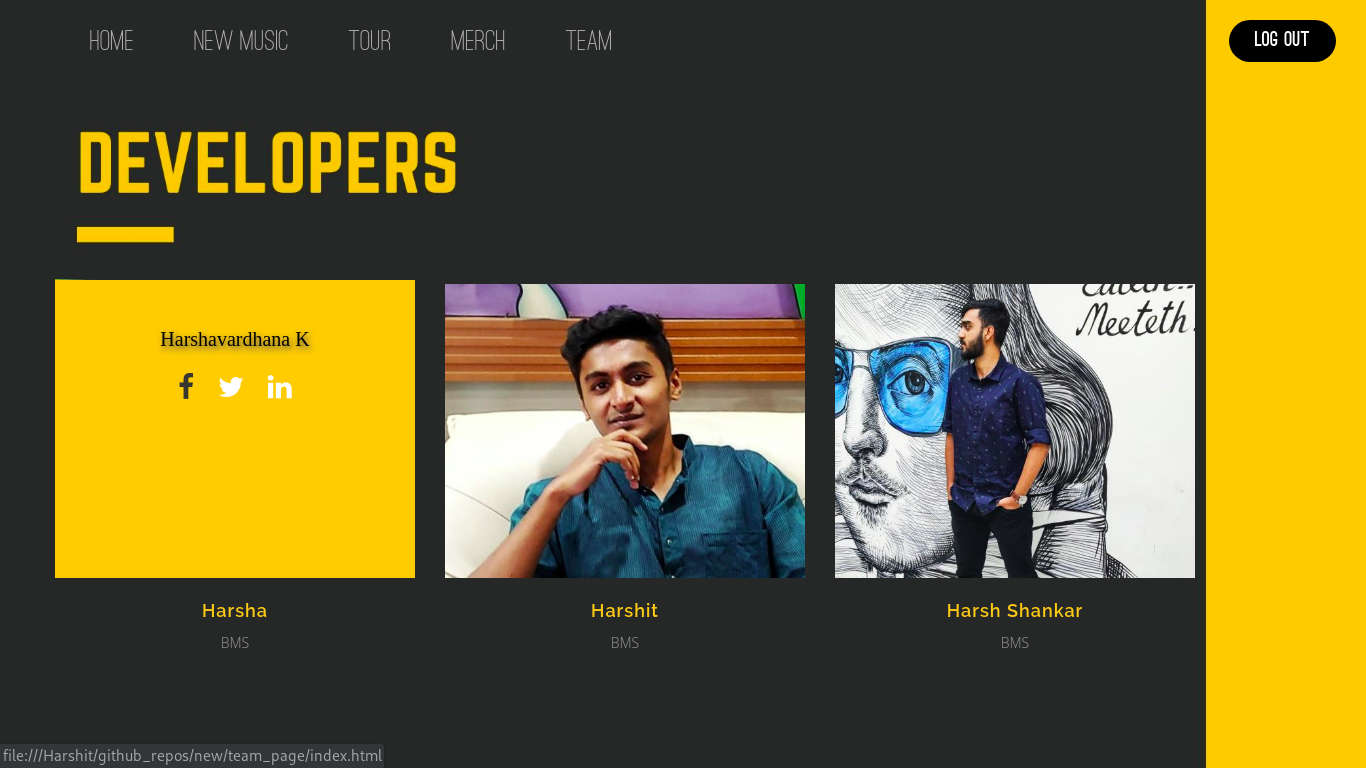 HOME NEW MUSIC TOUR MERCH TEAM LOG OUT
DEVELOPERS
Harshavardhana K
Meeteth
Harsha Harshit Harsh Shankar
BMS BMS BMS
file:///Harshit/github_repos/new/team_page/index.html